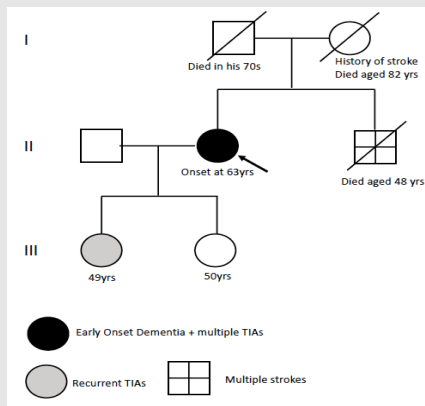 I
Died in his 70s
History of stroke
Died aged 82 yrs
II
Onset at 63yrs
Died aged 48 yrs
III
49yrs
50yrs
Early Onset Dementia + multiple TIAs
Recurrent TIAs
Multiple strokes